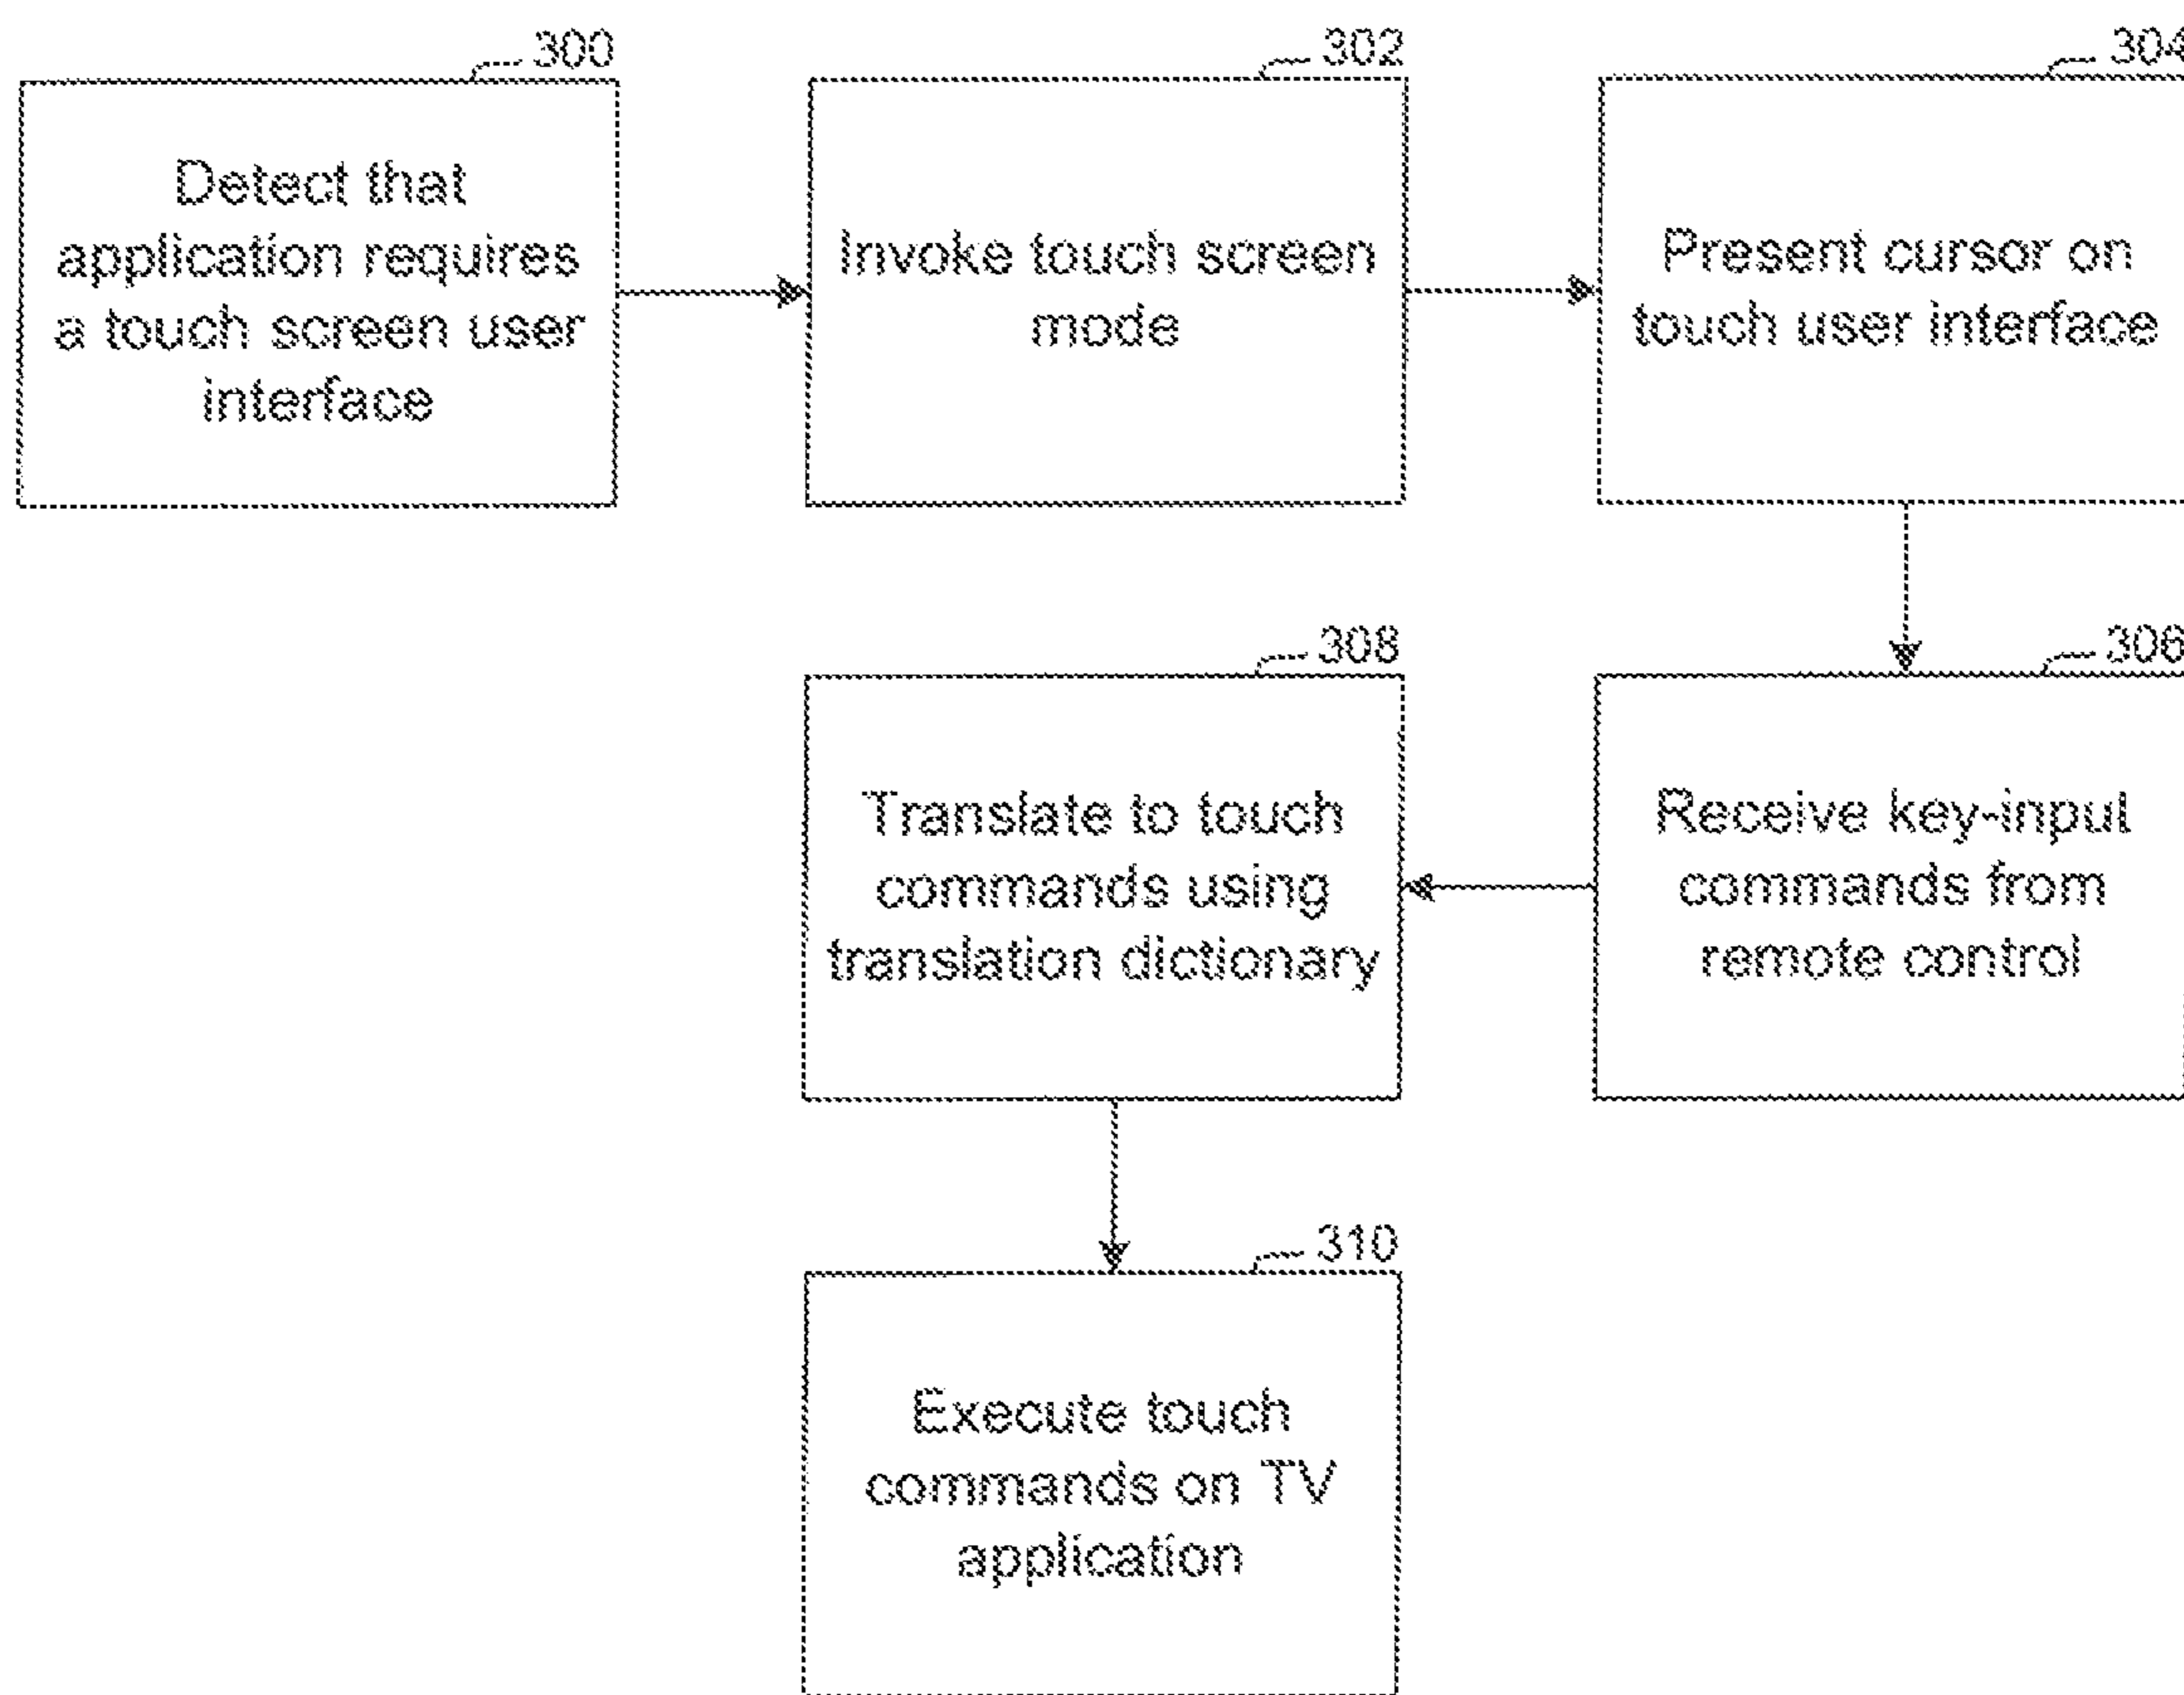 300
Detect that
application requires
a touch screen user
interface
302
Invoke touch screen
mode
304
Present cursor on
touch user interface
306
Receive key-input
commands from
remote control
308
Translate to touch
commands using
translation dictionary
310
Execute touch
commands on TV
application